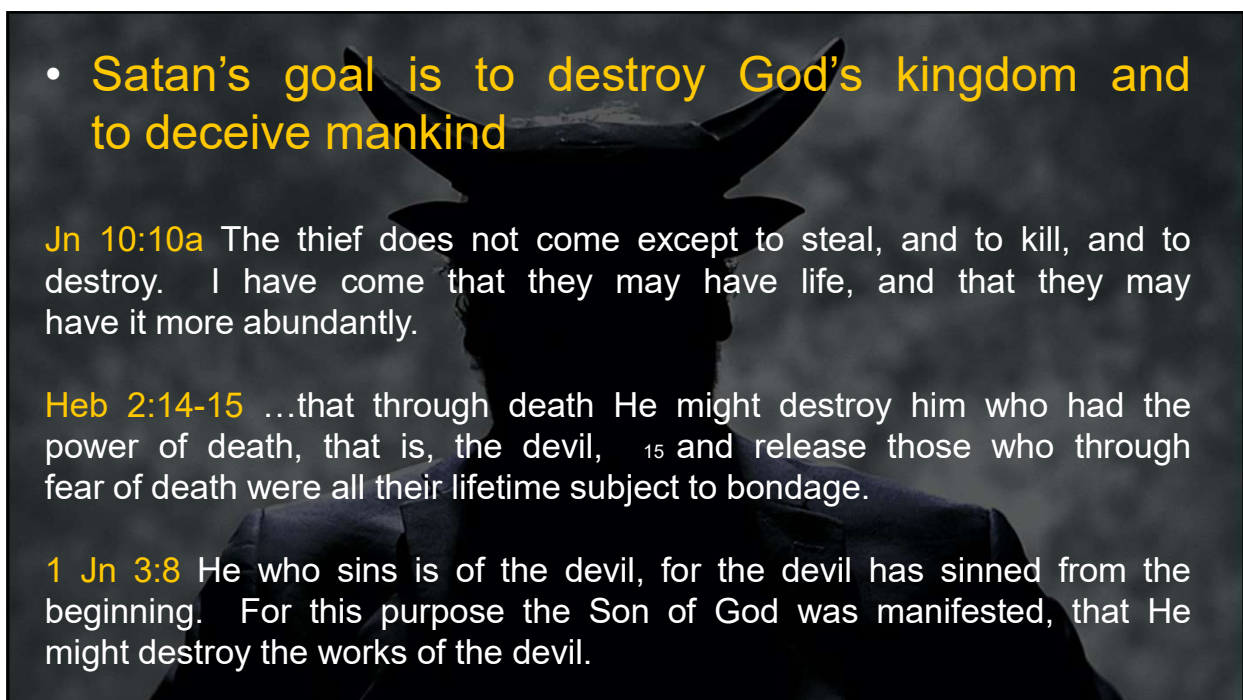 • Satan’s goal is to destroy God’s kingdom and
to deceive mankind
Jn 10:10a The thief does not come except to steal, and to kill, and to
destroy. I have come that they may have life, and that they may
have it more abundantly.
Heb 2:14-15 …that through death He might destroy him who had the
power of death, that is, the devil, 15 and release those who through
fear of death were all their lifetime subject to bondage.
1 Jn 3:8 He who sins is of the devil, for the devil has sinned from the
beginning. For this purpose the Son of God was manifested, that He
might destroy the works of the devil.